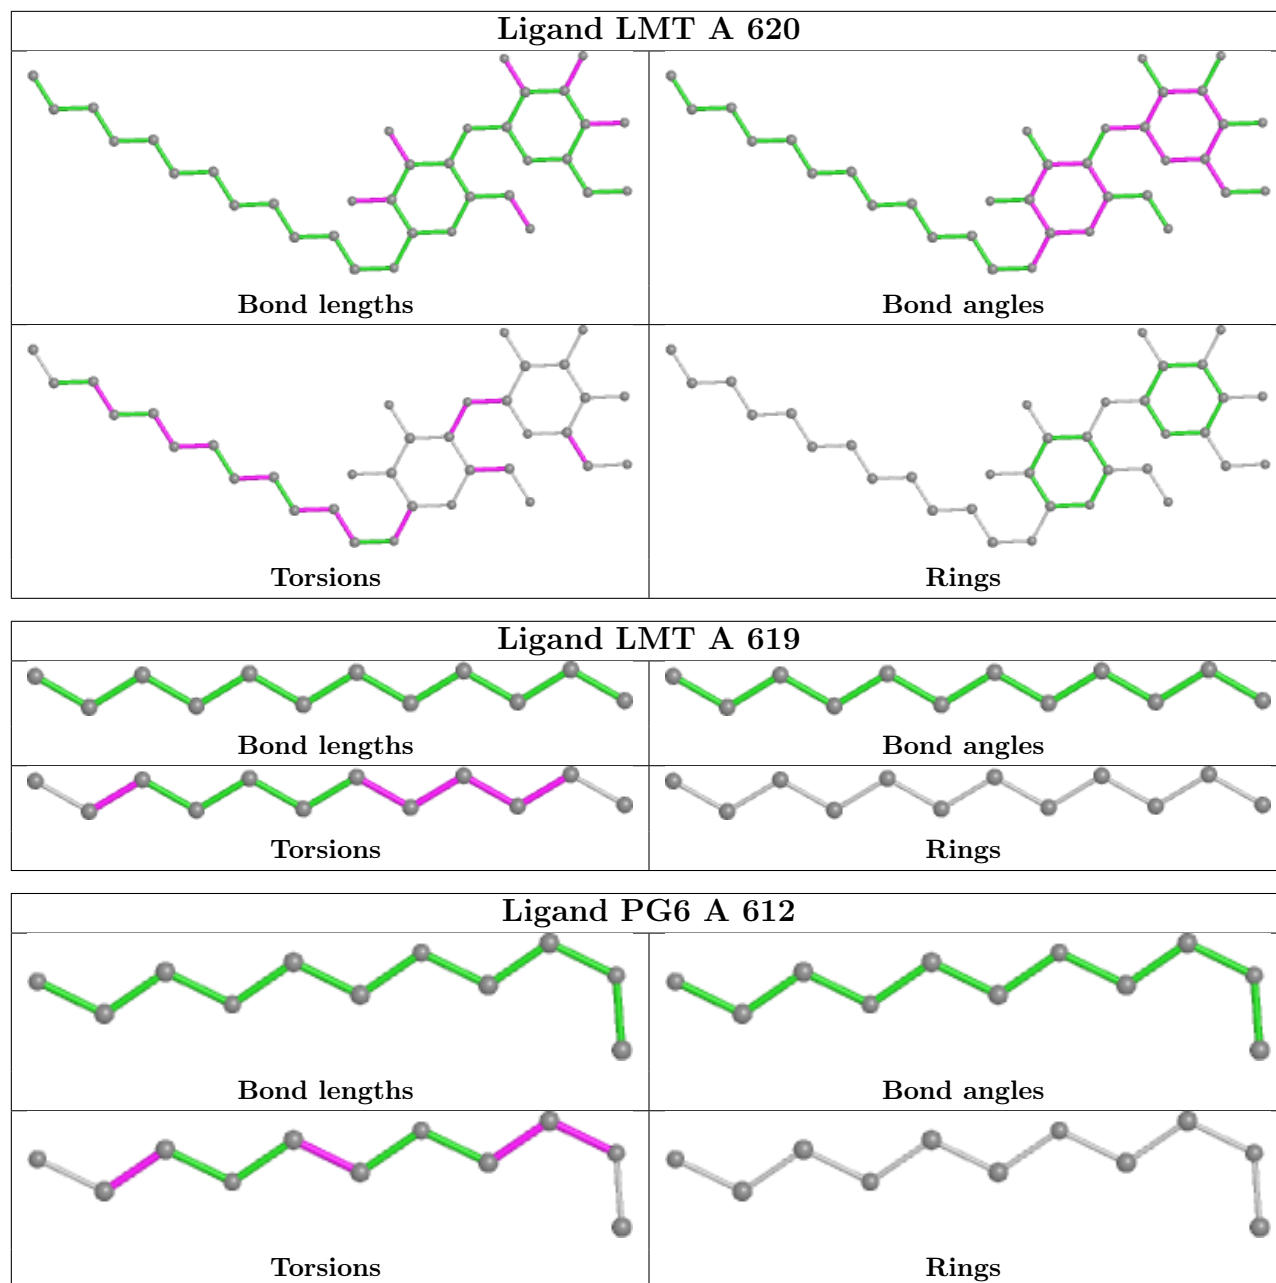 Ligand LMT A 620
Bond lengths
Bond angles
Torsions
Rings
Ligand LMT A 619
Bond lengths
Bond angles
Torsions
Rings
Ligand PG6 A 612
Bond lengths
Bond angles
Torsions
Rings